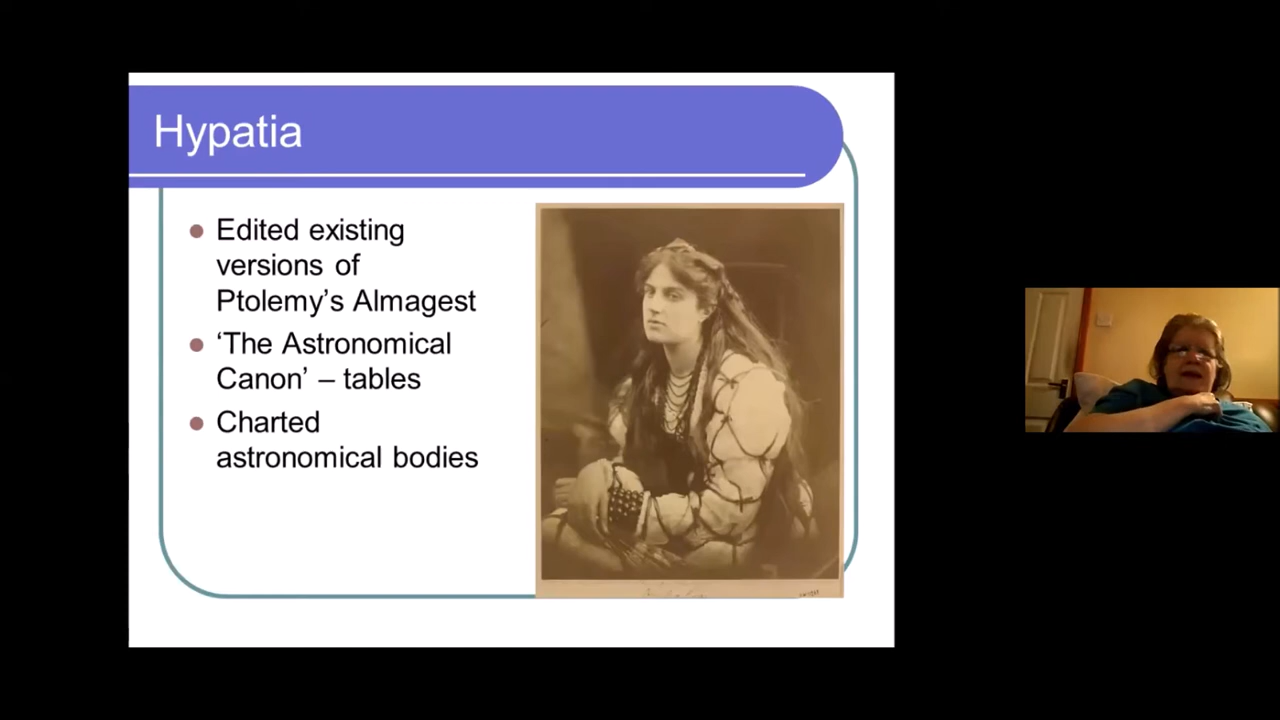 Hypatia
Edited existing
versions of
Ptolemy’s Almagest
‘The Astronomical
Canon’ – tables
Charted
astronomical bodies